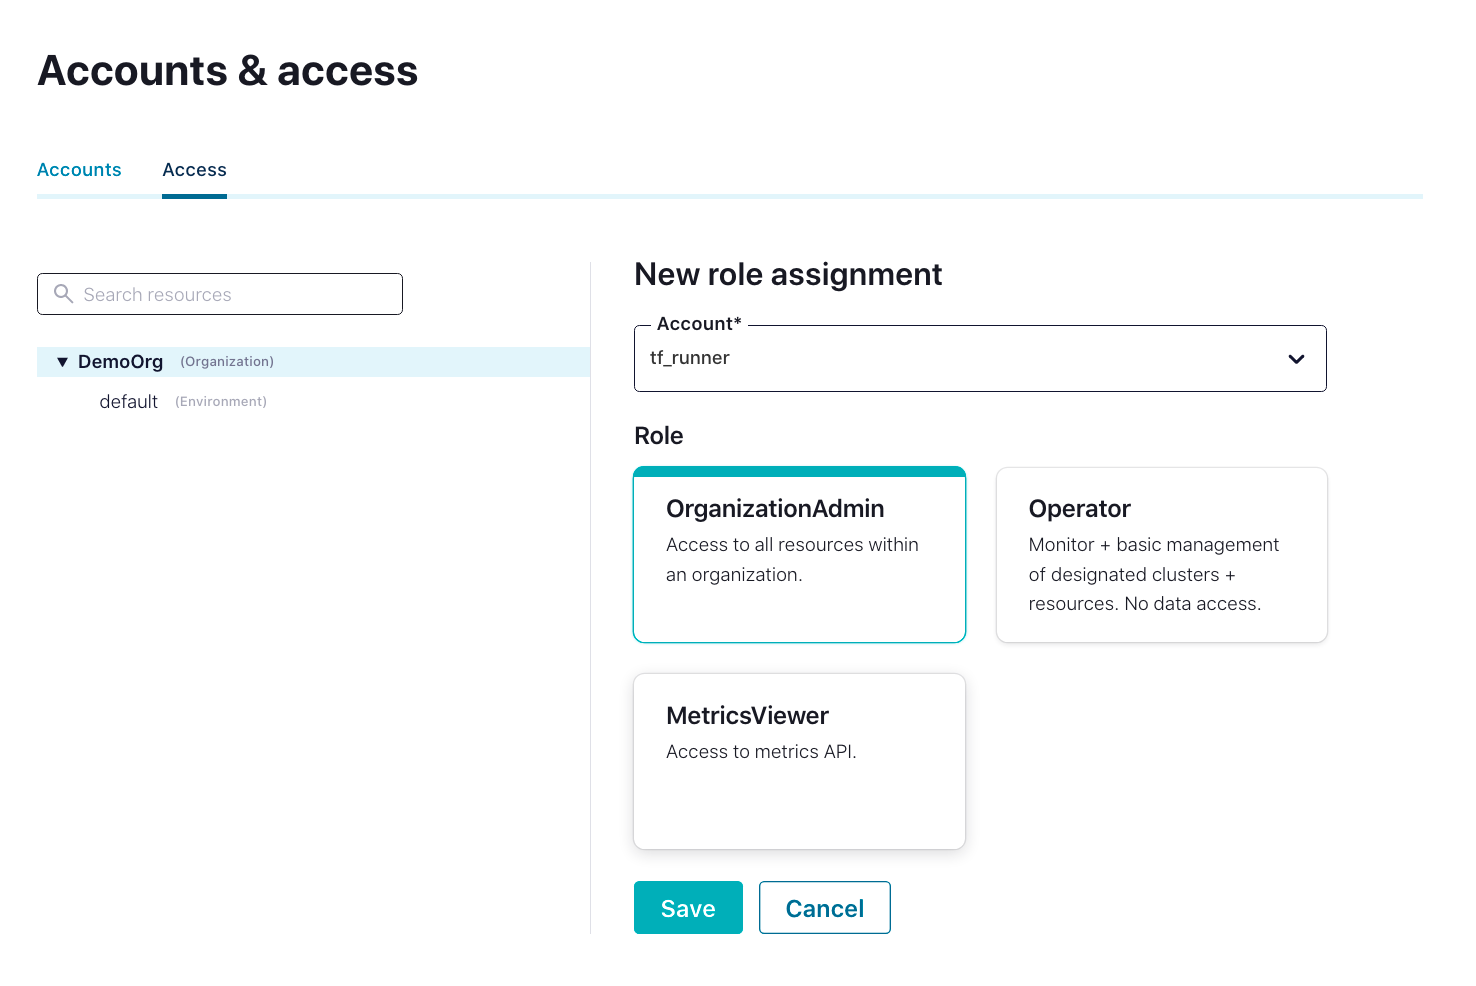 Accounts & access
Accounts
Access
Search resources
DemoOrg (Organization)
default (Environment)
New role assignment
Account*
tf_runner
Role
OrganizationAdmin
Access to all resources within
an organization.
Operator
Monitor + basic management
of designated clusters +
resources. No data access.
MetricsViewer
Access to metrics API.
Save
Cancel